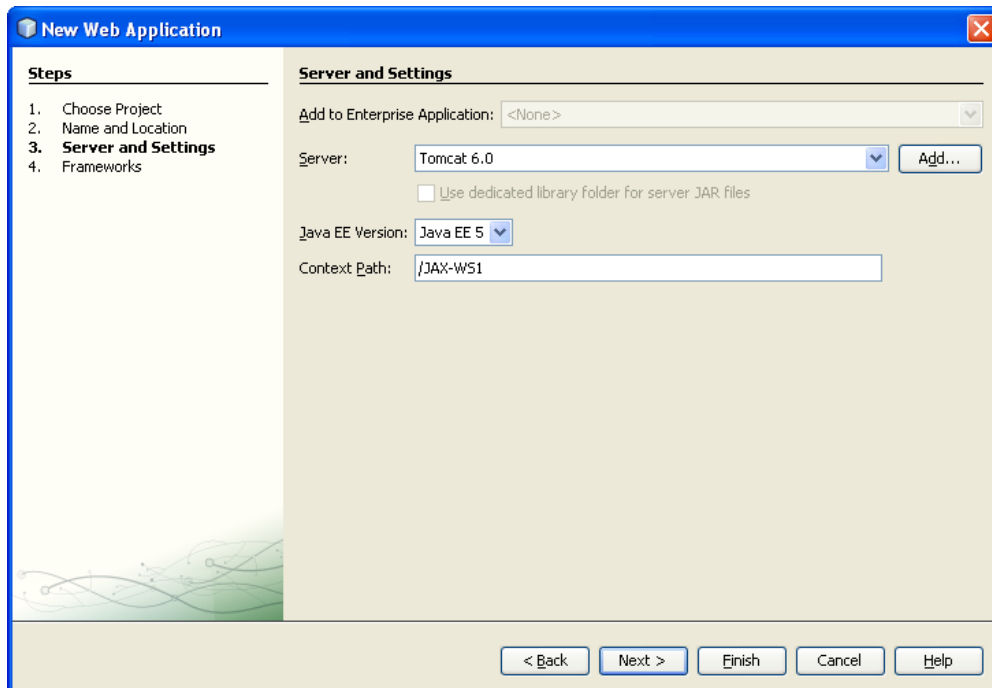 New Web Application
Steps
1. Choose Project
2. Name and Location
3. Server and Settings
4. Frameworks
Server and Settings
Add to Enterprise Application: <None>
Server: Tomcat 6.0 Add...
Use dedicated library folder for server JAR files
Java EE Version: Java EE 5
Context Path: /JAX-WS1
< Back Next > Finish Cancel Help